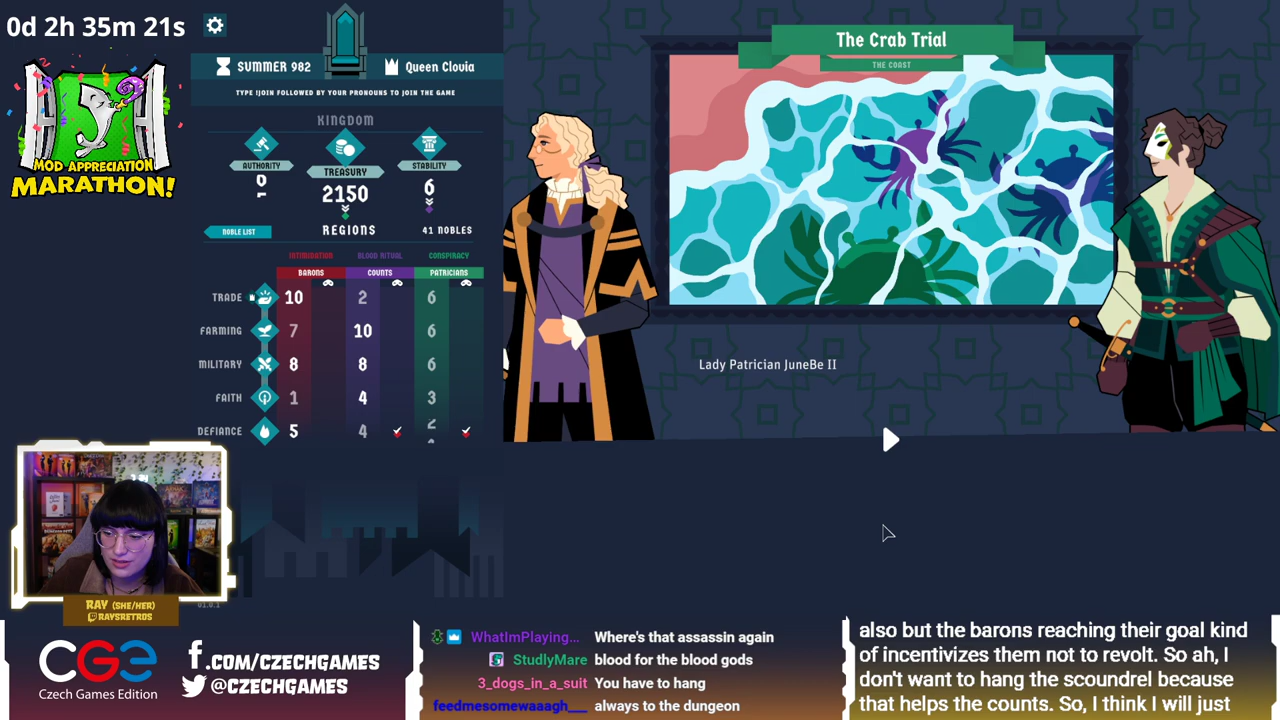 0d 2h 35m 21s
MOD APPRECIATION
MARATHON!
SUMMER 982
Queen Clovia
TYPE !JOIN FOLLOWED BY YOUR PRONOUNS TO JOIN THE GAME
KINGDOM
AUTHORITY
TREASURY
STABILITY
2150
6
NOBLE LIST
REGIONS
41 NOBLES
INTIMIDATION
BLOOD RITUAL
CONSPIRACY
BARONS
COUNTS
PATRICIANS
TRADE 10 2 6
FARMING 7 10 6
MILITARY 8 8 6
FAITH 1 4 3
DEFIANCE 5 4
The Crab Trial
THE COAST
Lady Patrician JuneBe II
RAY (SHE/HER)
RAYSRETROS
V1.0.1
CGE
Czech Games Edition
f.COM/CZECHGAMES
@CZECHGAMES
WhatImPlaying... Where's that assassin again
StudlyMare blood for the blood gods
3_dogs_in_a_suit You have to hang
feedmesomewaaagh__ always to the dungeon
also but the barons reaching their goal kind
of incentivizes them not to revolt. So ah, I
don't want to hang the scoundrel because
that helps the counts. So, I think I will just